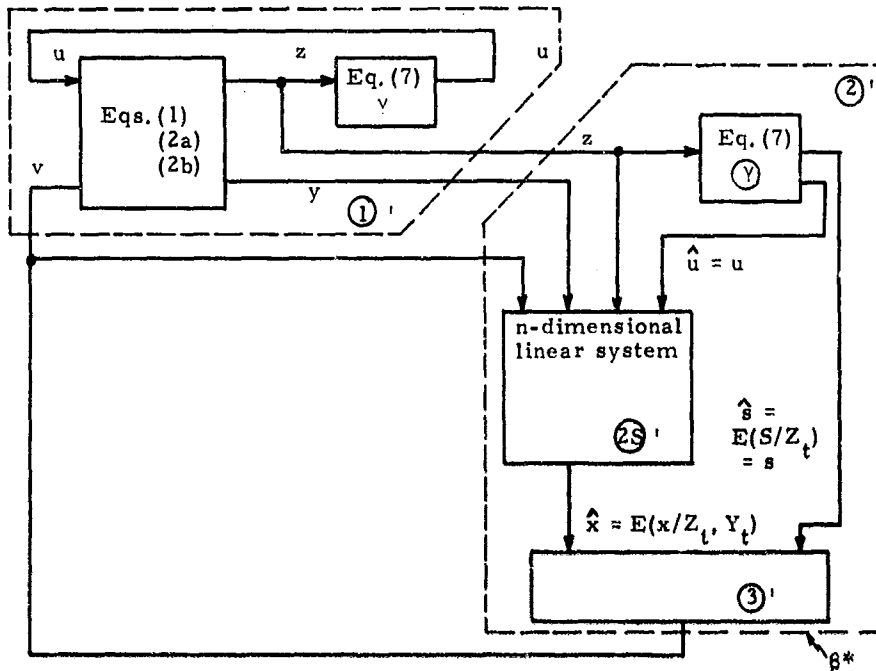 u
z
u
Eq. (7)
γ
Eqs. (1)
(2a)
(2b)
v
y
1 '
z
2 '
Eq. (7)
γ
û = u
n-dimensional
linear system
2S '
ŝ =
E(S/Z_t)
= s
x̂ = E(x/Z_t, Y_t)
3 '
β*